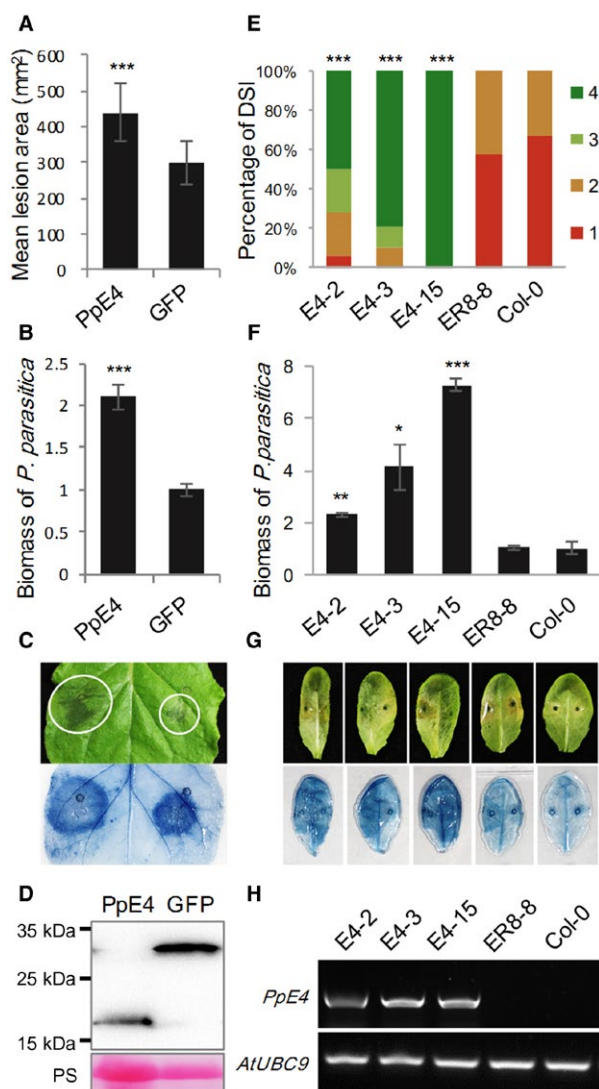 A
Mean lesion area (mm²)
600
500
400
300
200
100
0
***
PpE4
GFP
B
Biomass of P. parasitica
2.5
2
1.5
1
0.5
0
***
PpE4
GFP
C
D
PpE4 GFP
35 kDa
25 kDa
15 kDa
PS
E
Percentage of DSI
100%
80%
60%
40%
20%
0%
*** *** ***
4
3
2
1
E4-2
E4-3
E4-15
ER8-8
Col-0
F
Biomass of P.parasitica
8
6
4
2
0
**
*
***
E4-2
E4-3
E4-15
ER8-8
Col-0
G
H
E4-2
E4-3
E4-15
ER8-8
Col-0
PpE4
AtUBC9